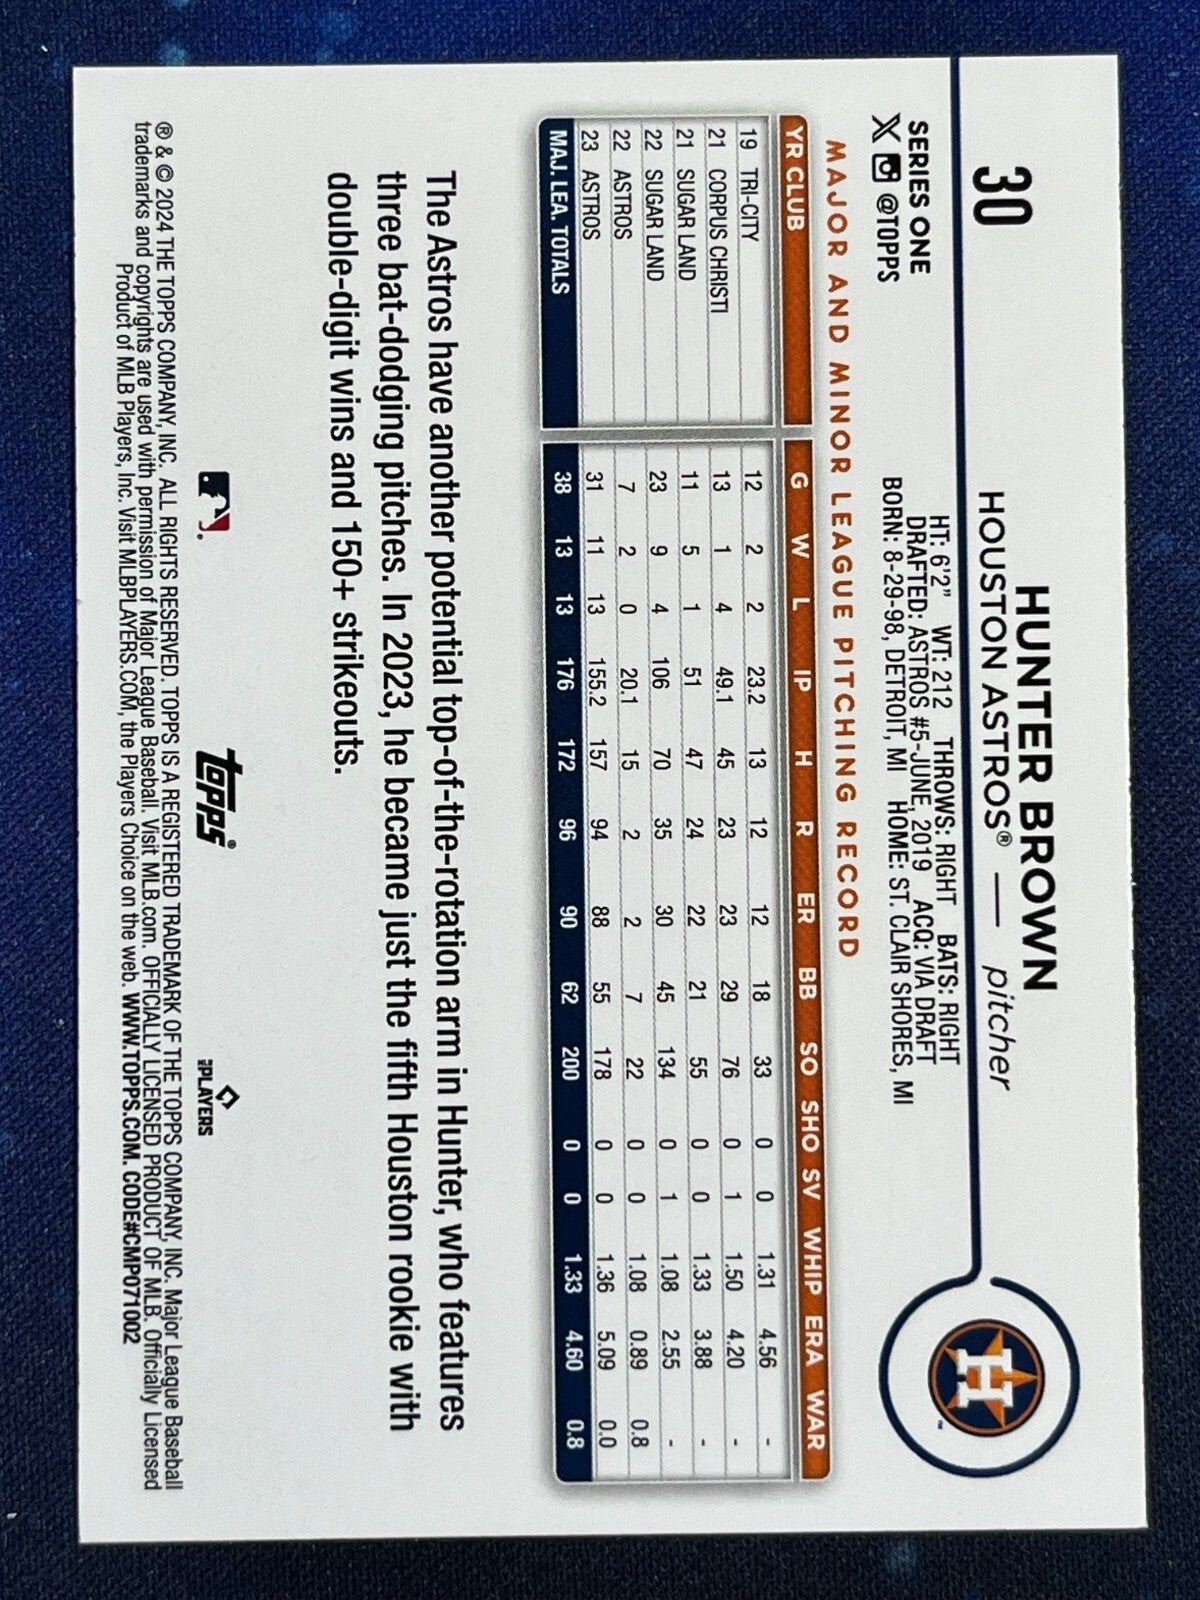 30
HUNTER BROWN
HOUSTON ASTROS® — pitcher
SERIES ONE
X @TOPPS
HT: 6'2" WT: 212 THROWS: RIGHT BATS: RIGHT
DRAFTED: ASTROS #5-JUNE, 2019 ACQ: VIA DRAFT
BORN: 8-29-98, DETROIT, MI HOME: ST. CLAIR SHORES, MI
MAJOR AND MINOR LEAGUE PITCHING RECORD
YR CLUB G W L IP H R ER BB SO SHO SV WHIP ERA WAR
19 TRI-CITY 12 2 2 23.2 13 12 12 18 33 0 0 1.31 4.56 -
21 CORPUS CHRISTI 13 1 4 49.1 45 23 23 29 76 0 1 1.50 4.20 -
21 SUGAR LAND 11 5 1 51 47 24 22 21 55 0 0 1.33 3.88 -
22 SUGAR LAND 23 9 4 106 70 35 30 45 134 0 1 1.08 2.55 -
22 ASTROS 7 2 0 20.1 15 2 2 7 22 0 0 1.08 0.89 0.8
23 ASTROS 31 11 13 155.2 157 94 88 55 178 0 0 1.36 5.09 0.0
MAJ. LEA. TOTALS 38 13 13 176 172 96 90 62 200 0 0 1.33 4.60 0.8
H
™
The Astros have another potential top-of-the-rotation arm in Hunter, who features
three bat-dodging pitches. In 2023, he became just the fifth Houston rookie with
double-digit wins and 150+ strikeouts.
topps®
MLB PLAYERS
® & © 2024 THE TOPPS COMPANY, INC. ALL RIGHTS RESERVED. TOPPS IS A REGISTERED TRADEMARK OF THE TOPPS COMPANY, INC. Major League Baseball
trademarks and copyrights are used with permission of Major League Baseball. Visit MLB.com. OFFICIALLY LICENSED PRODUCT OF MLB. Officially Licensed
Product of MLB Players, Inc. Visit MLBPLAYERS.COM, the Players Choice on the web. WWW.TOPPS.COM. CODE#CMP071002